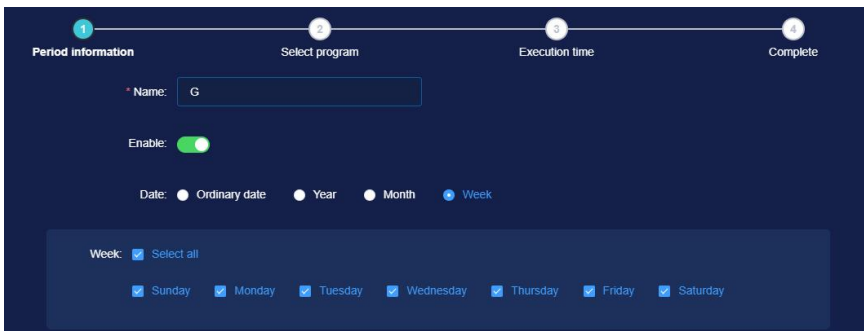 1 2 3 4
Period information Select program Execution time Complete
* Name: G
Enable:
Date: Ordinary date Year Month Week
Week: Select all
Sunday Monday Tuesday Wednesday Thursday Friday Saturday